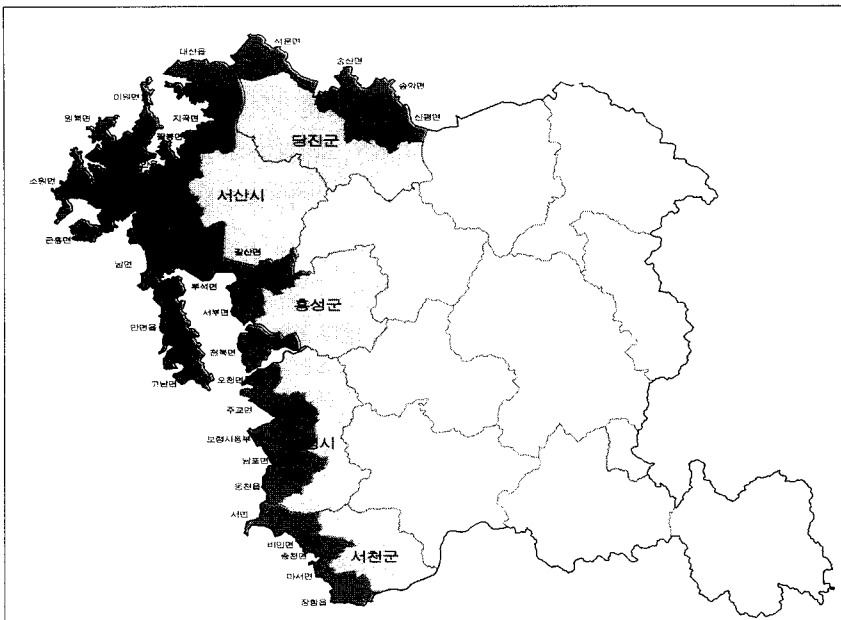 대산읍
석문면
송산면
송악면
신평면
이원면
지곡면
원북면
팔봉면
당진군
소원면
서산시
근흥면
갈산면
남면
부석면
서부면
홍성군
안면읍
천북면
고남면
오천면
주교면
보령시동부
시
남포면
웅천읍
서면
비인면
종천면
서천군
마서면
장항읍